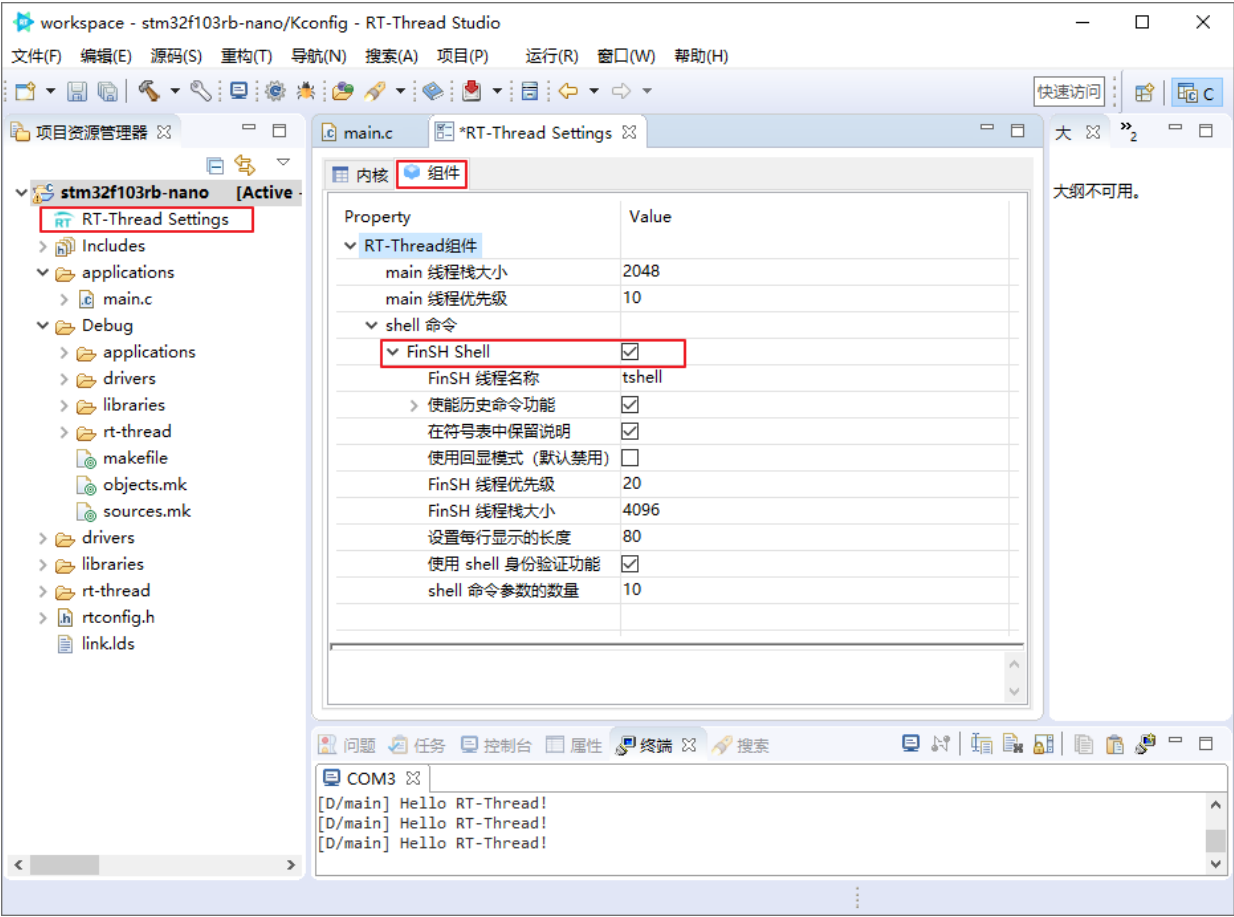 workspace - stm32f103rb-nano/Kconfig - RT-Thread Studio
文件(F) 编辑(E) 源码(S) 重构(T) 导航(N) 搜索(A) 项目(P) 运行(R) 窗口(W) 帮助(H)
快速访问 C
项目资源管理器
stm32f103rb-nano [Active -
RT-Thread Settings
Includes
applications
main.c
Debug
applications
drivers
libraries
rt-thread
makefile
objects.mk
sources.mk
drivers
libraries
rt-thread
rtconfig.h
link.lds
main.c *RT-Thread Settings
内核 组件
Property Value
RT-Thread组件
main 线程栈大小 2048
main 线程优先级 10
shell 命令
FinSH Shell
FinSH 线程名称 tshell
使能历史命令功能
在符号表中保留说明
使用回显模式（默认禁用）
FinSH 线程优先级 20
FinSH 线程栈大小 4096
设置每行显示的长度 80
使用 shell 身份验证功能
shell 命令参数的数量 10
大 »2
大纲不可用。
问题 任务 控制台 属性 终端 搜索
COM3
[D/main] Hello RT-Thread!
[D/main] Hello RT-Thread!
[D/main] Hello RT-Thread!